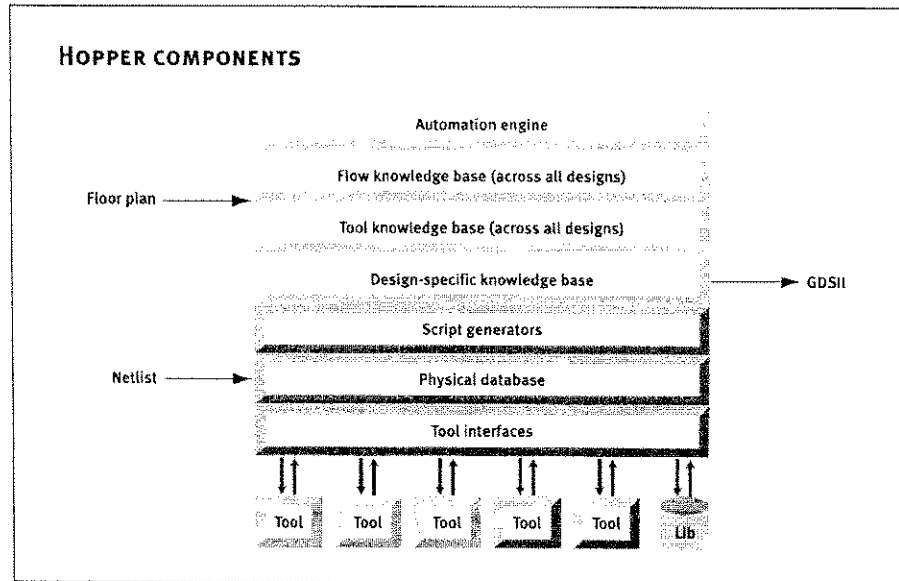 HOPPER COMPONENTS
Automation engine
Flow knowledge base (across all designs)
Floor plan
Tool knowledge base (across all designs)
Design-specific knowledge base
GDSII
Script generators
Netlist
Physical database
Tool interfaces
Tool Tool Tool Tool Tool Lib